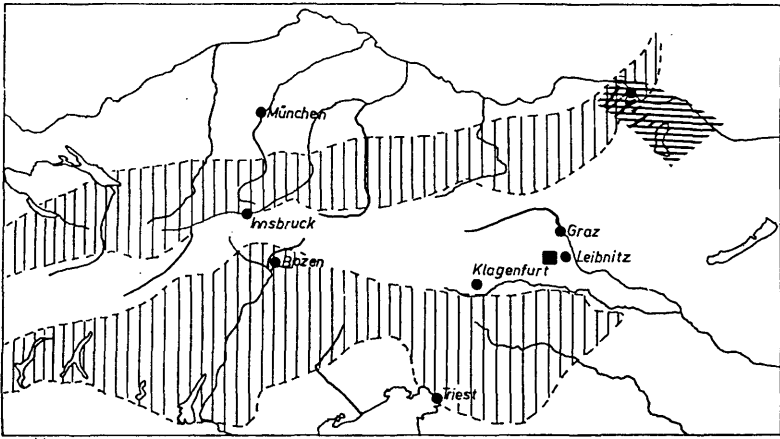 München
Innsbruck
Graz
Leibnitz
Bozen
Klagenfurt
Triest